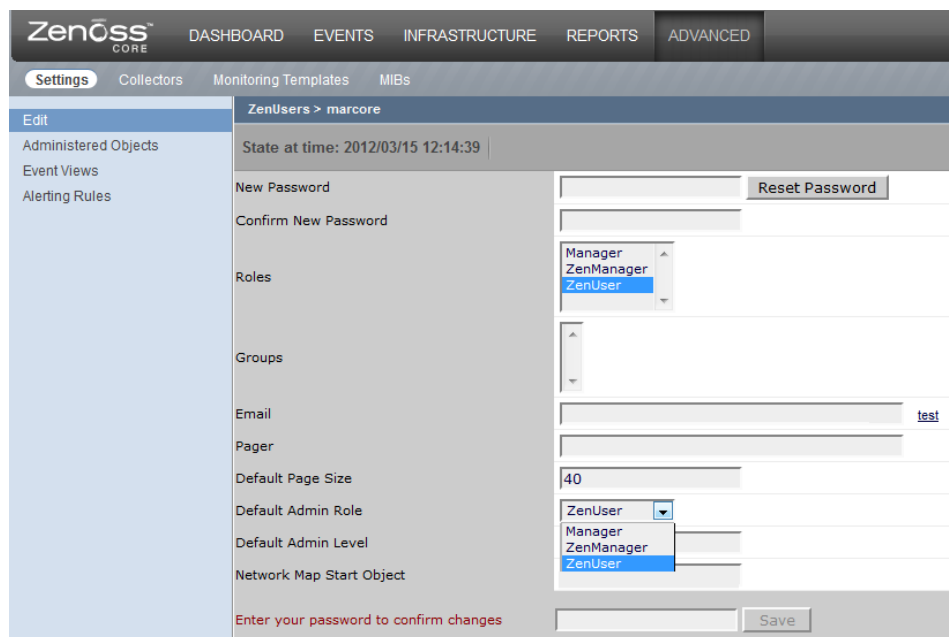 Zenōss™ CORE
DASHBOARD EVENTS INFRASTRUCTURE REPORTS ADVANCED
Settings Collectors Monitoring Templates MIBs
Edit
Administered Objects
Event Views
Alerting Rules
ZenUsers > marcore
State at time: 2012/03/15 12:14:39
New Password Reset Password
Confirm New Password
Roles
Manager
ZenManager
ZenUser
Groups
Email test
Pager
Default Page Size 40
Default Admin Role ZenUser
Manager
ZenManager
ZenUser
Default Admin Level
Network Map Start Object
Enter your password to confirm changes Save